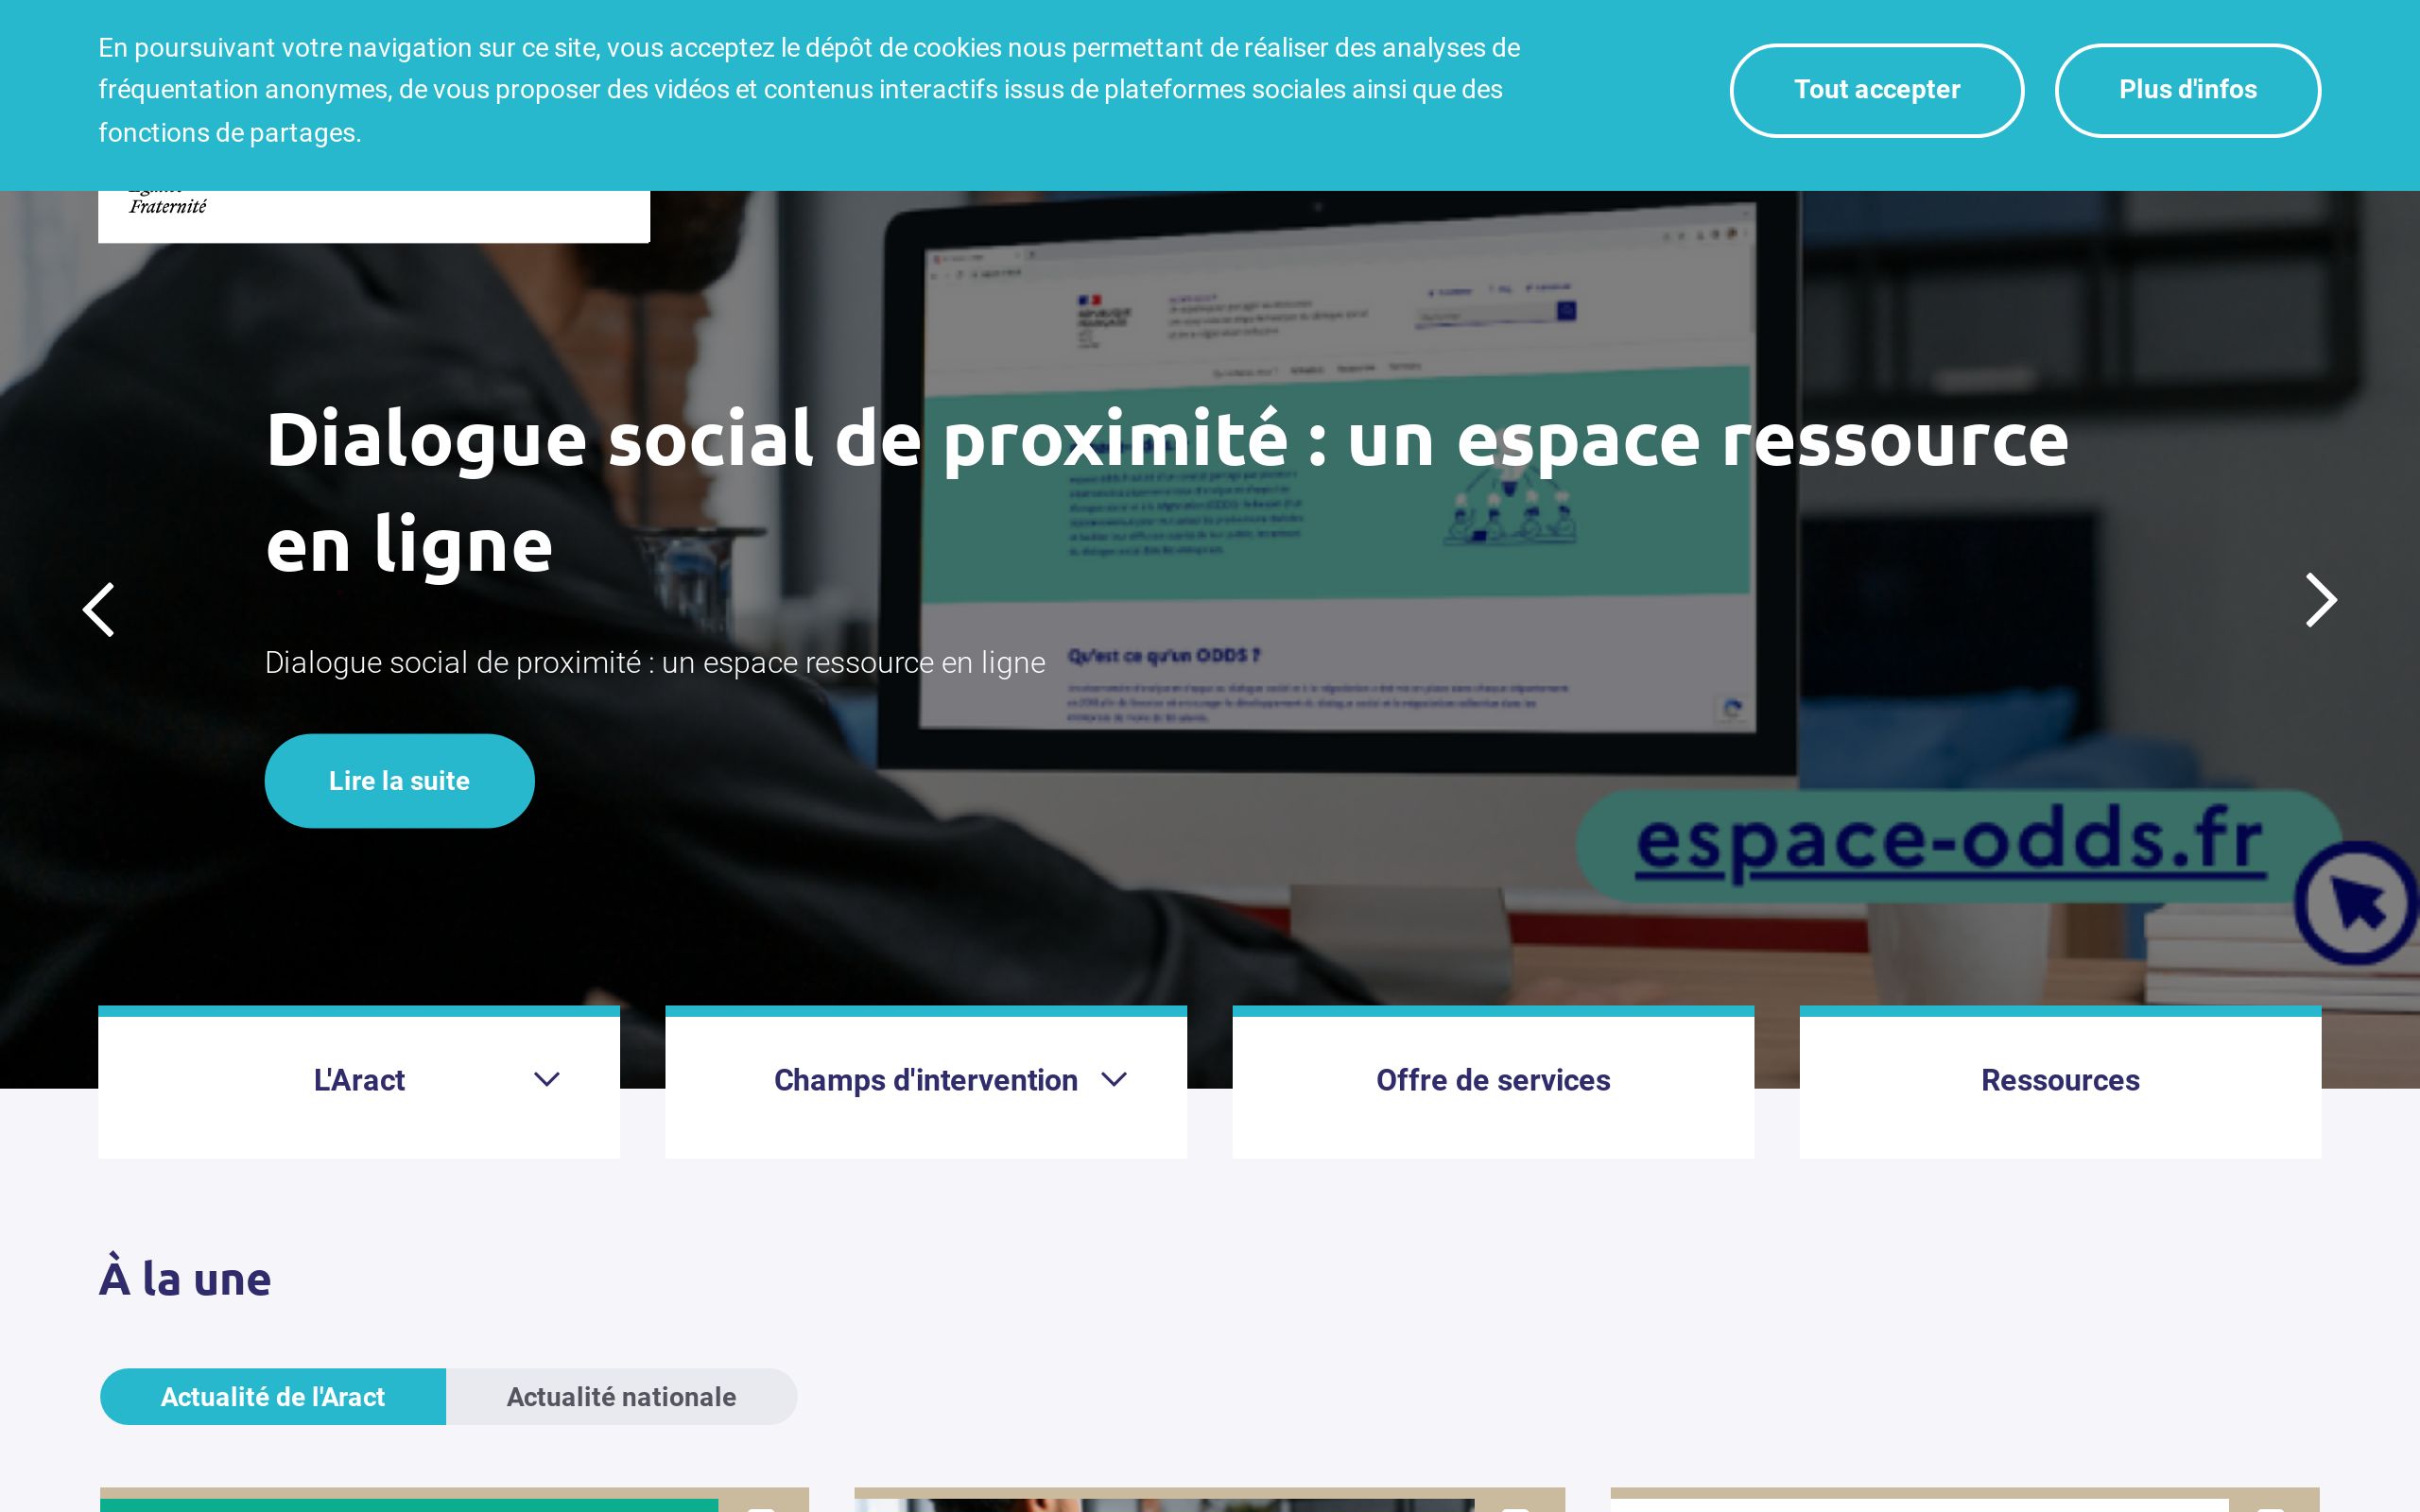 En poursuivant votre navigation sur ce site, vous acceptez le dépôt de cookies nous permettant de réaliser des analyses de
fréquentation anonymes, de vous proposer des vidéos et contenus interactifs issus de plateformes sociales ainsi que des
fonctions de partages.
Tout accepter
Plus d'infos
Fraternité
Dialogue social de proximité : un espace ressource
en ligne
Dialogue social de proximité : un espace ressource en ligne
Qu'est ce qu'un ODDS ?
Lire la suite
espace-odds.fr
L'Aract
Champs d'intervention
Offre de services
Ressources
À la une
Actualité de l'Aract
Actualité nationale